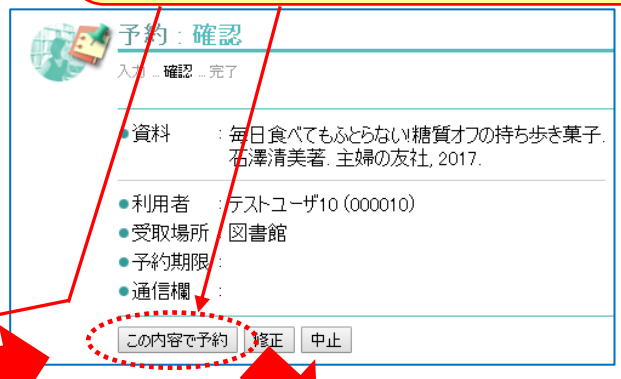 予約 : 確認
入力 ... 確認 ... 完了
●資料 : 毎日食べてもふとらない!糖質オフの持ち歩き菓子.
石澤清美著. 主婦の友社, 2017.
●利用者 : テストユーザ10 (000010)
●受取場所 : 図書館
●予約期限 :
●通信欄 :
この内容で予約 修正 中止